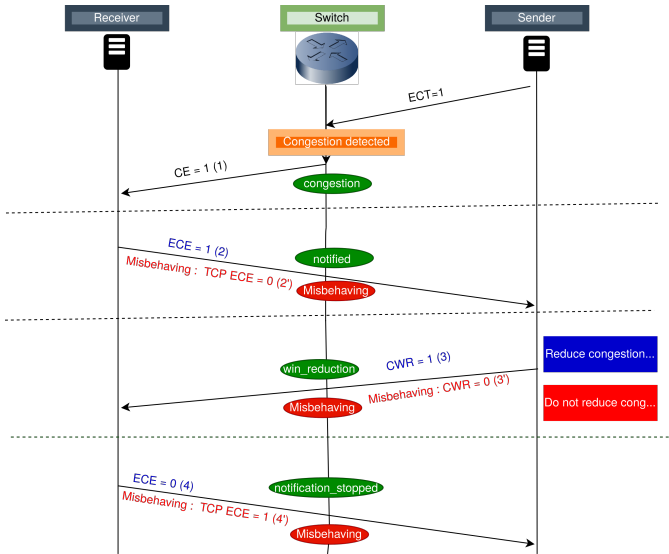 Receiver
Switch
Sender
ECT=1
Congestion detected
CE = 1 (1)
congestion
ECE = 1 (2)
notified
Misbehaving : TCP ECE = 0 (2')
Misbehaving
Reduce congestion...
CWR = 1 (3)
win_reduction
Misbehaving : CWR = 0 (3')
Do not reduce cong...
Misbehaving
ECE = 0 (4)
notification_stopped
Misbehaving : TCP ECE = 1 (4')
Misbehaving